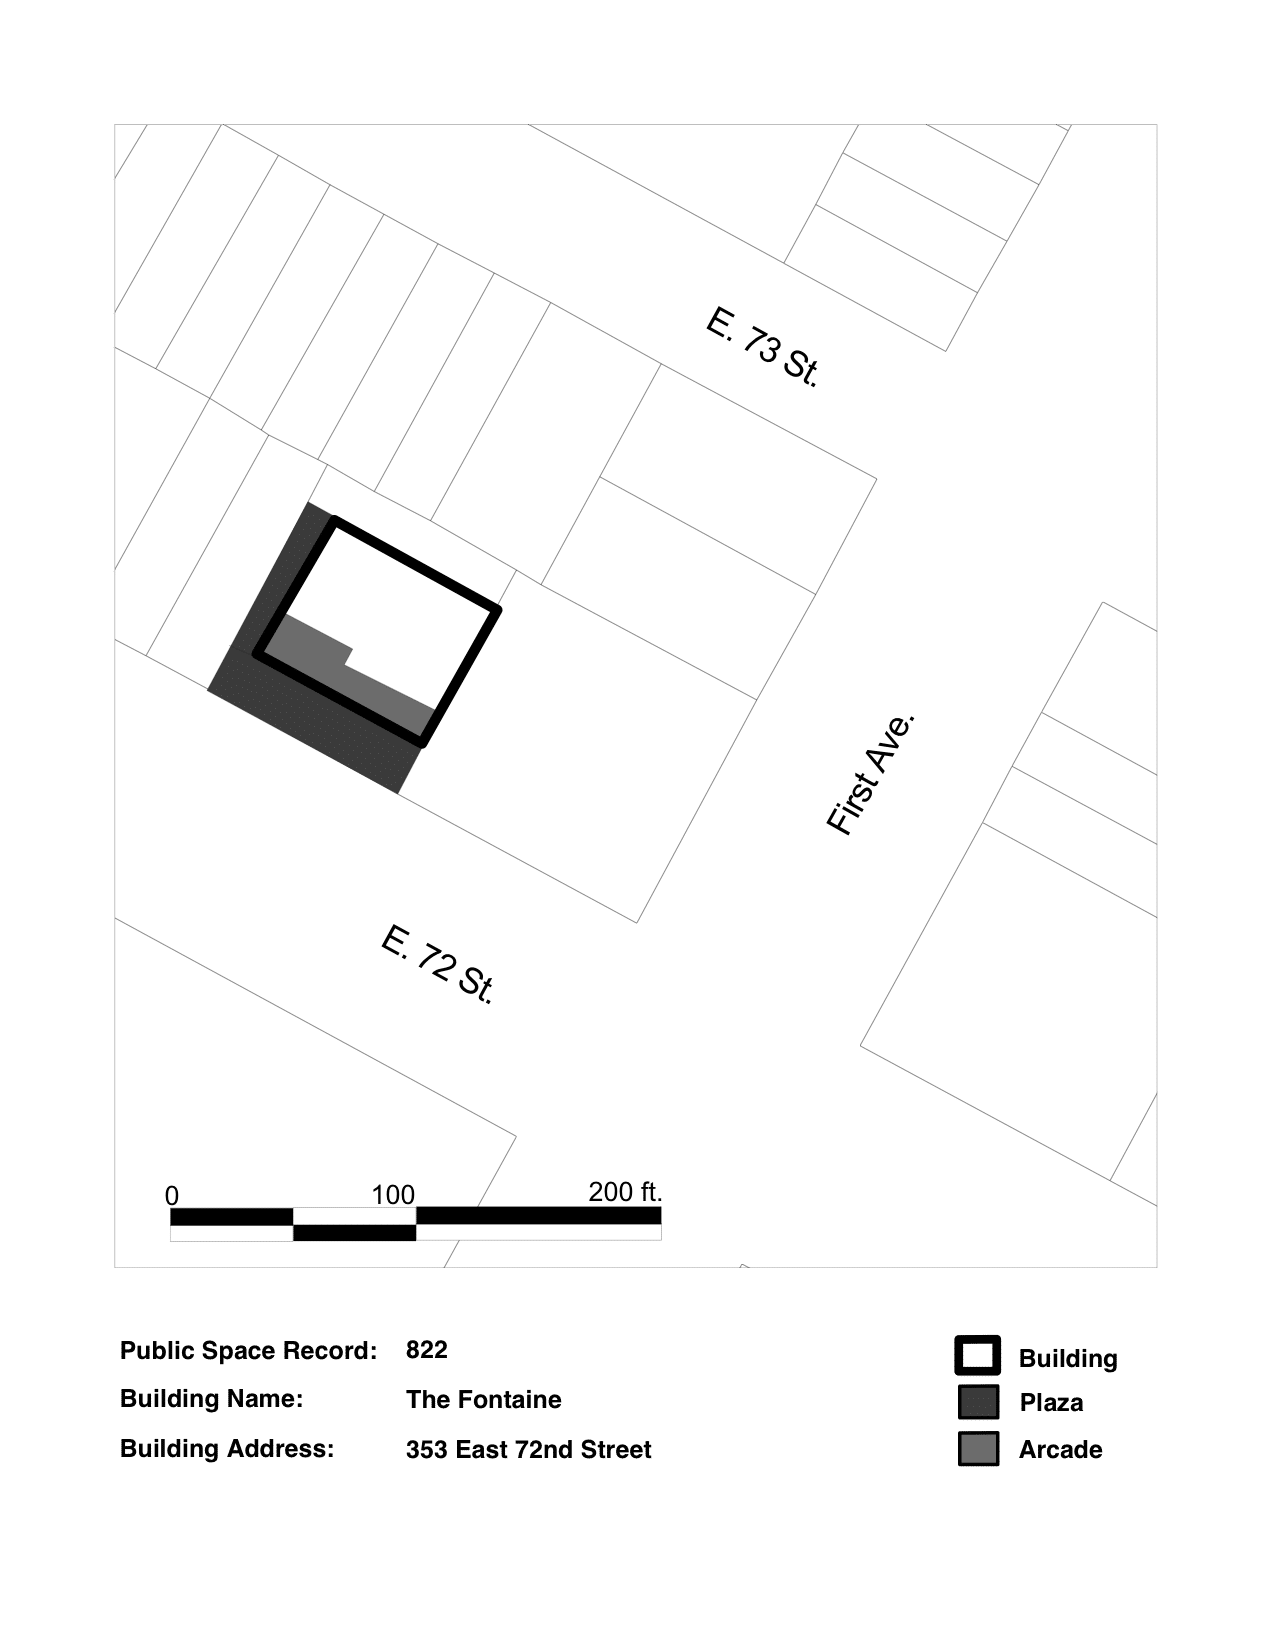 E. 73 St.
First Ave.
E. 72 St.
0 100 200 ft.
Public Space Record: 822
Building Name: The Fontaine
Building Address: 353 East 72nd Street
Building
Plaza
Arcade